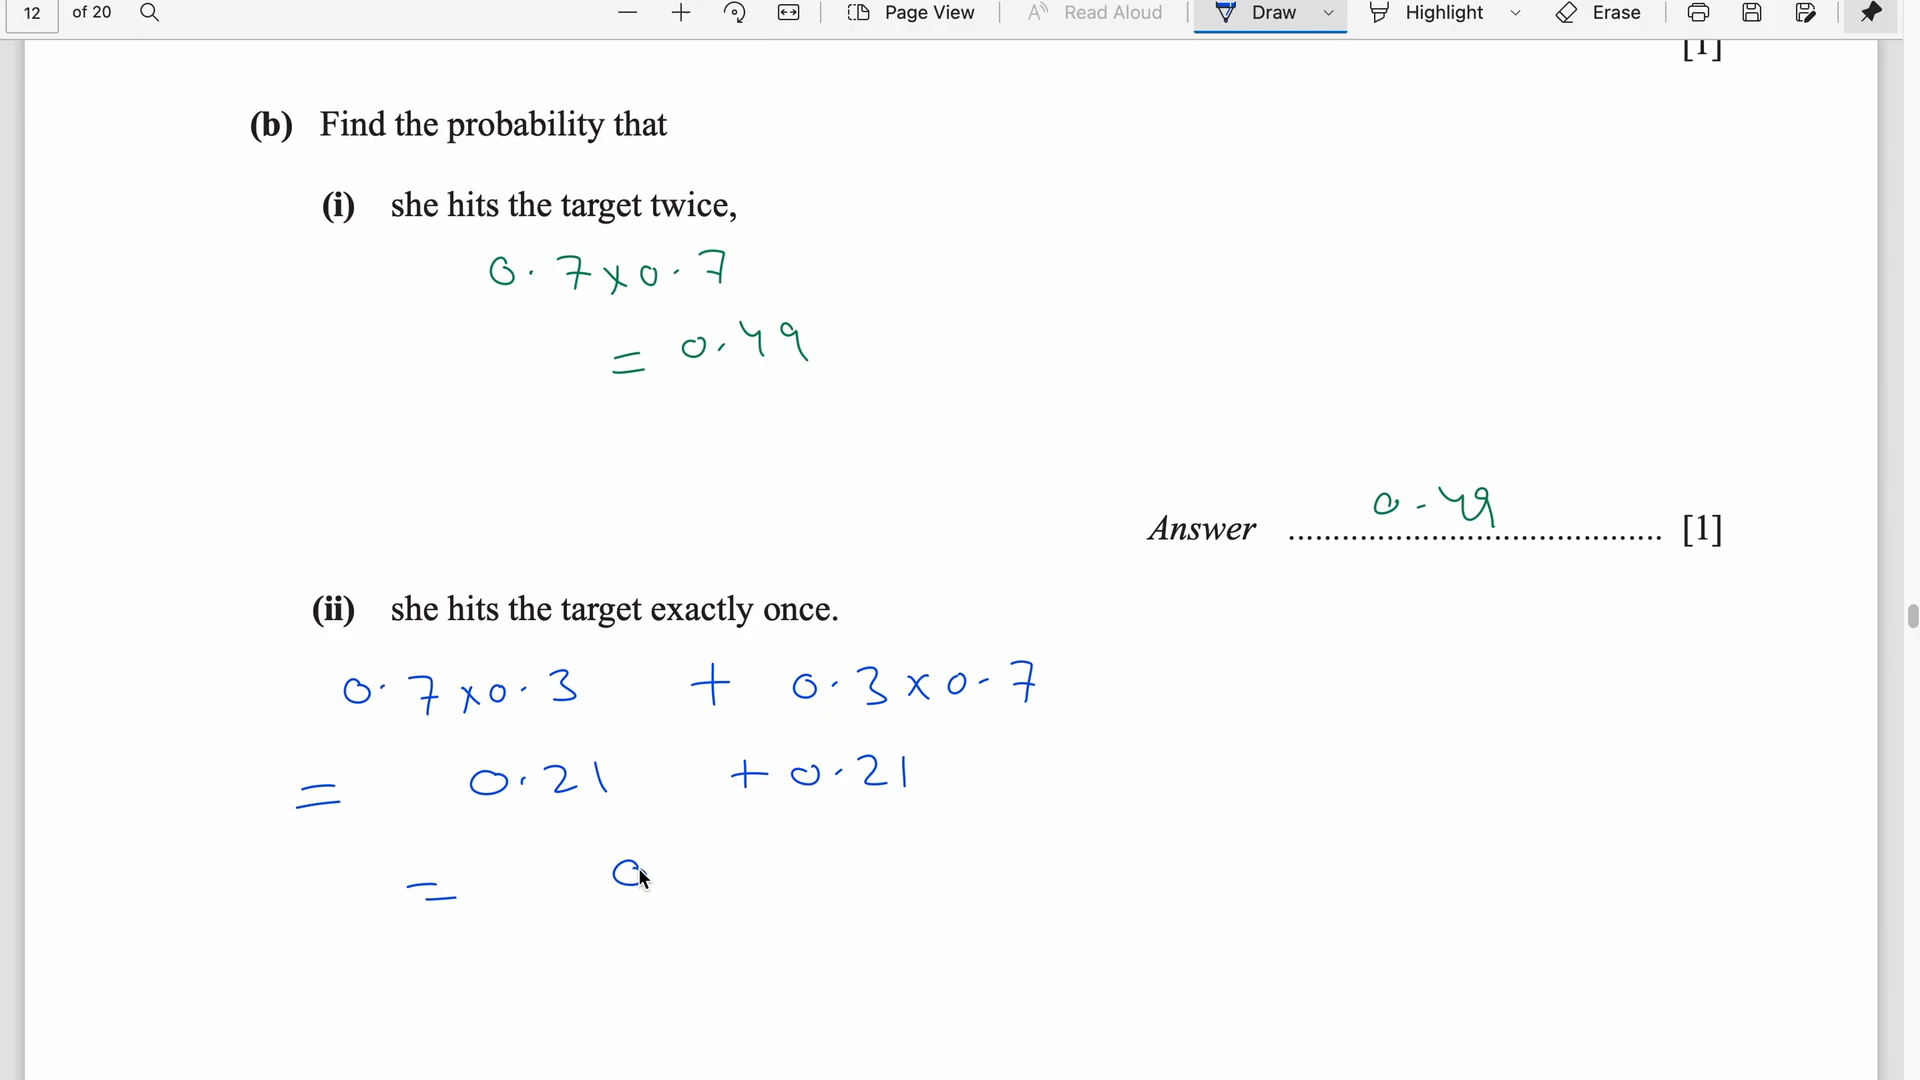 12 of 20 Page View Read Aloud Draw Highlight Erase
[1]
(b) Find the probability that
(i) she hits the target twice,
0.7x0.7
= 0.49
0.49
Answer ........................................ [1]
(ii) she hits the target exactly once.
0.7x0.3 + 0.3x0.7
= 0.21 + 0.21
= 0